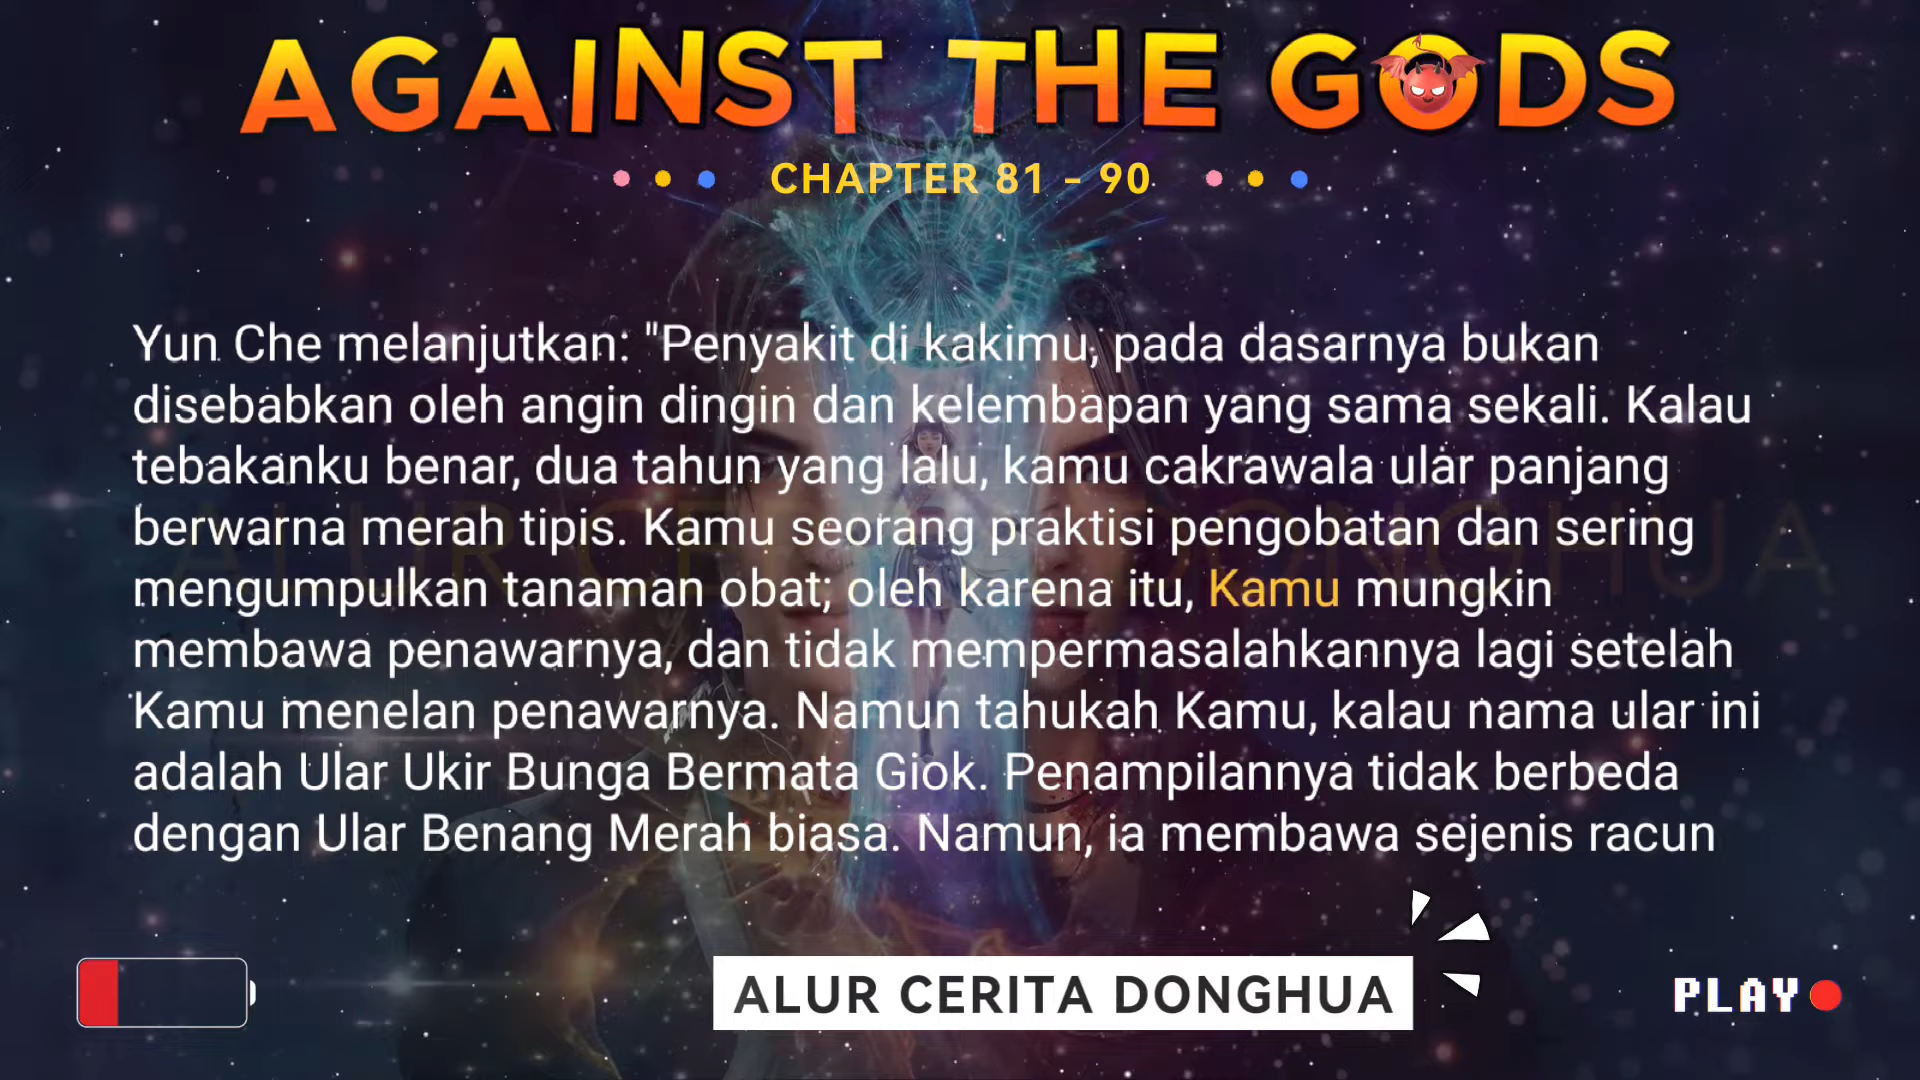 AGAINST THE GODS
CHAPTER 81 - 90
Yun Che melanjutkan: "Penyakit di kakimu, pada dasarnya bukan
disebabkan oleh angin dingin dan kelembapan yang sama sekali. Kalau
tebakanku benar, dua tahun yang lalu, kamu cakrawala ular panjang
berwarna merah tipis. Kamu seorang praktisi pengobatan dan sering
mengumpulkan tanaman obat; oleh karena itu, Kamu mungkin
membawa penawarnya, dan tidak mempermasalahkannya lagi setelah
Kamu menelan penawarnya. Namun tahukah Kamu, kalau nama ular ini
adalah Ular Ukir Bunga Bermata Giok. Penampilannya tidak berbeda
dengan Ular Benang Merah biasa. Namun, ia membawa sejenis racun
ALUR CERITA DONGHUA
ALUR CERITA DONGHUA
PLAY